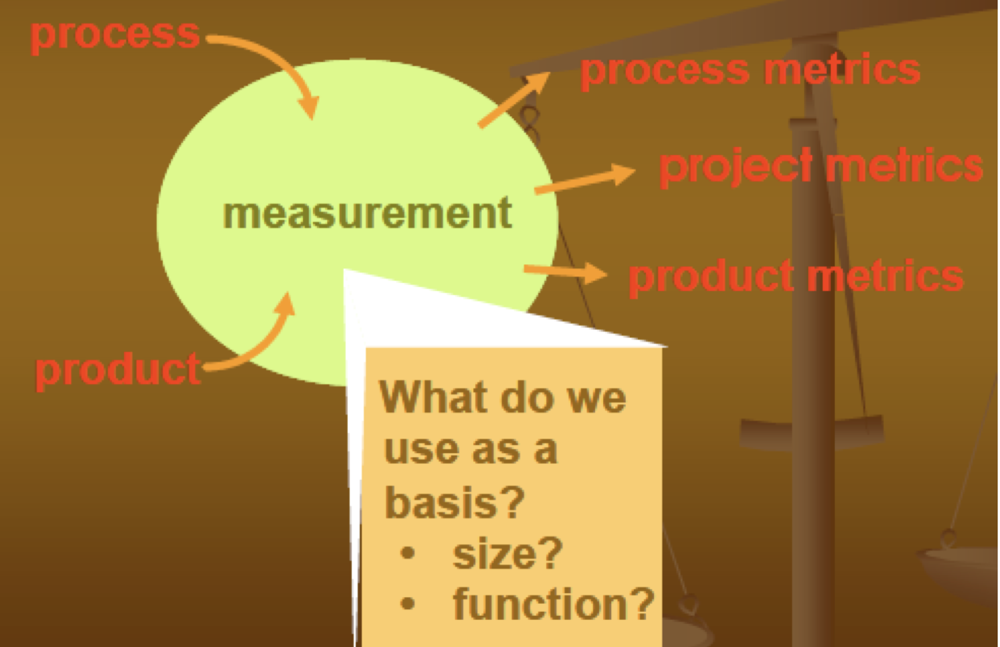 process
process metrics
project metrics
measurement
product metrics
product
What do we
use as a
basis?
• size?
• function?